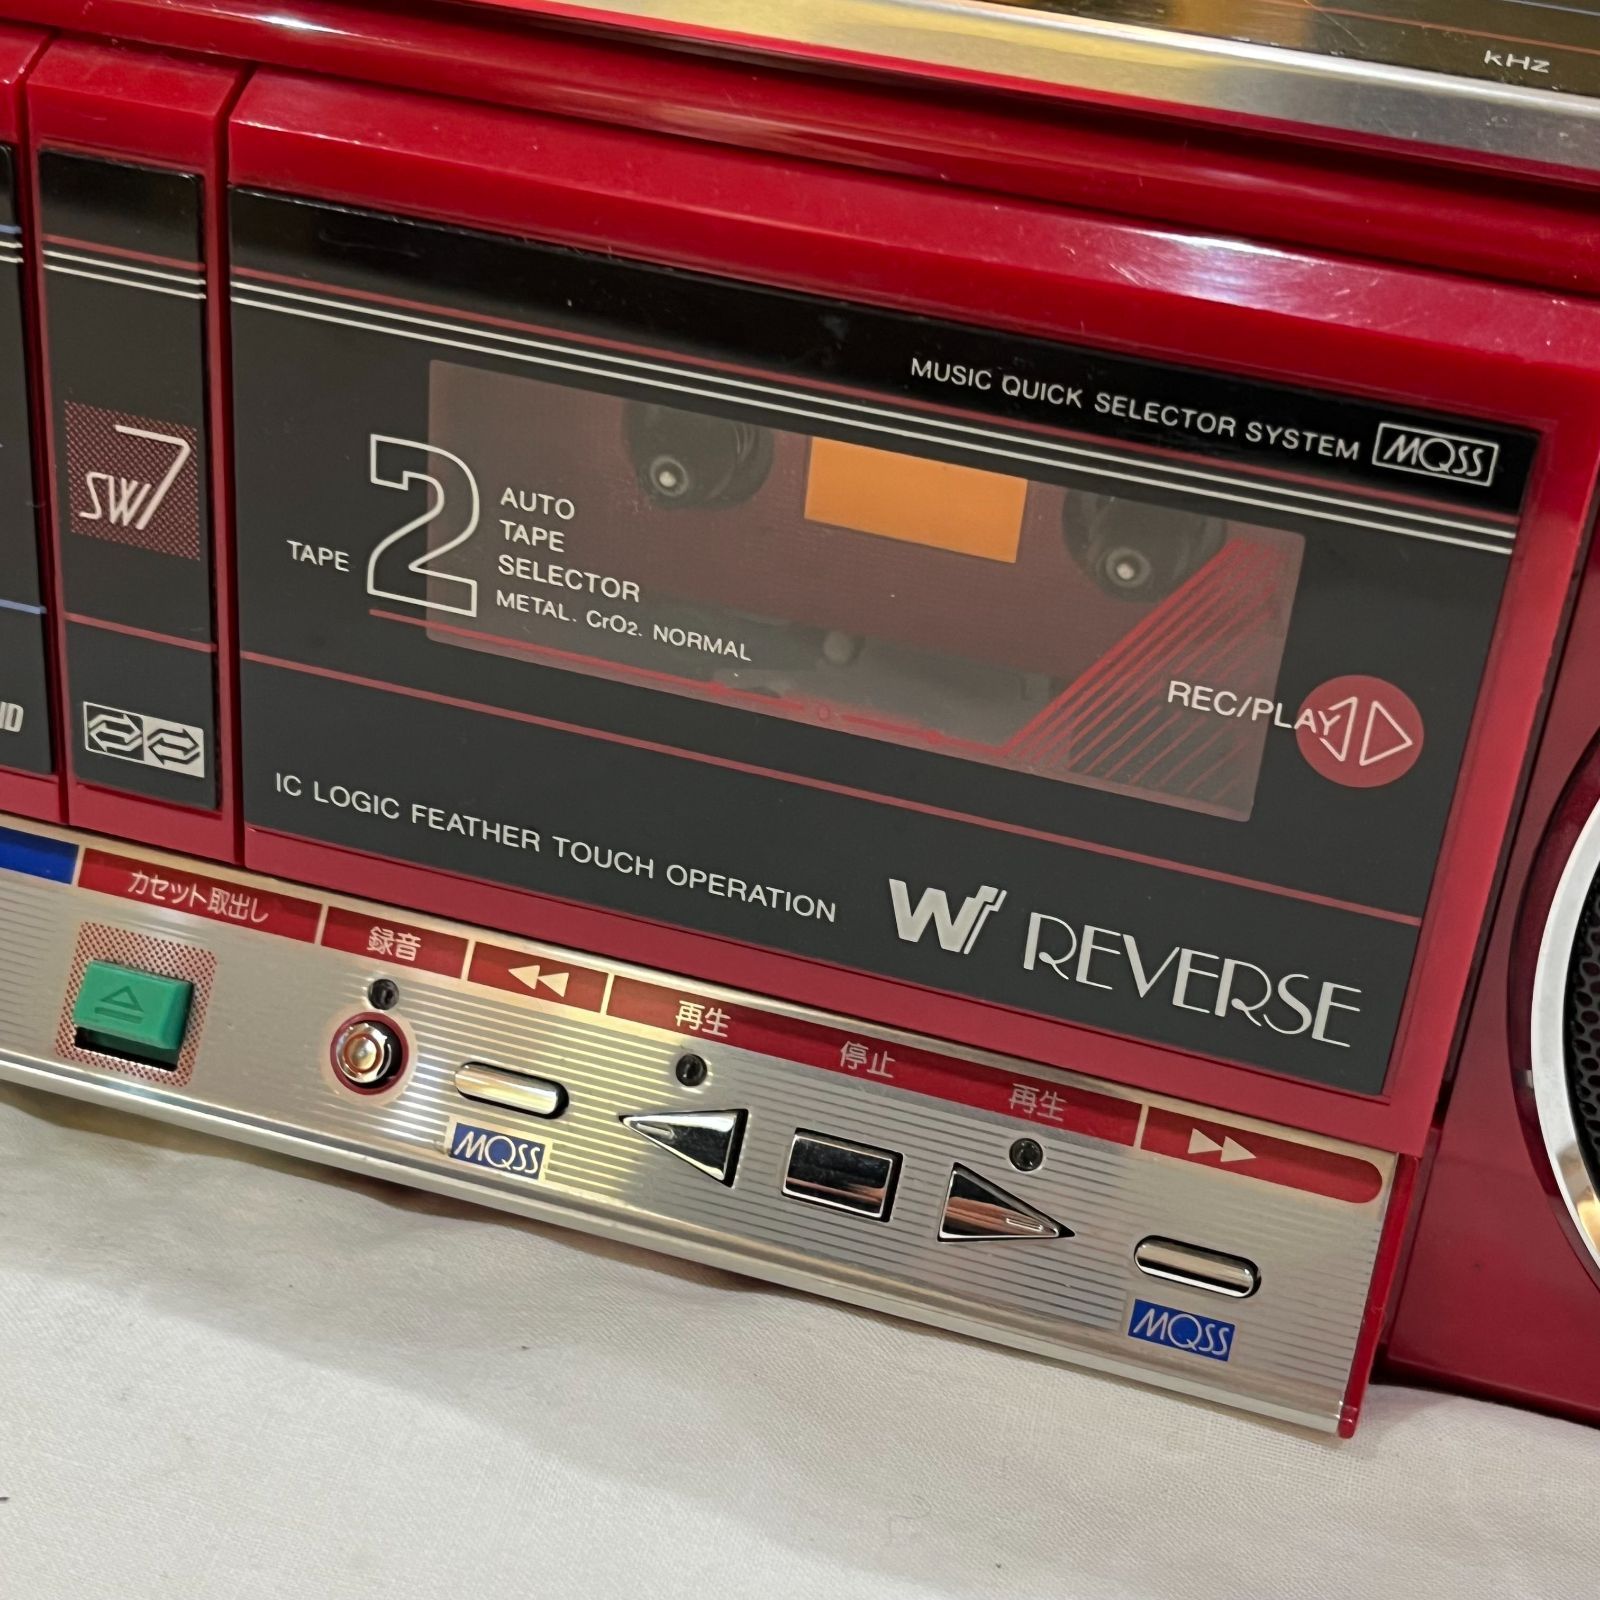 kHz
MUSIC QUICK SELECTOR SYSTEM MQSS
SW7
TAPE 2
AUTO
TAPE
SELECTOR
METAL. CrO2. NORMAL
REC/PLAY
IC LOGIC FEATHER TOUCH OPERATION
W REVERSE
カセット取出し
録音
再生
停止
再生
MQSS
MQSS